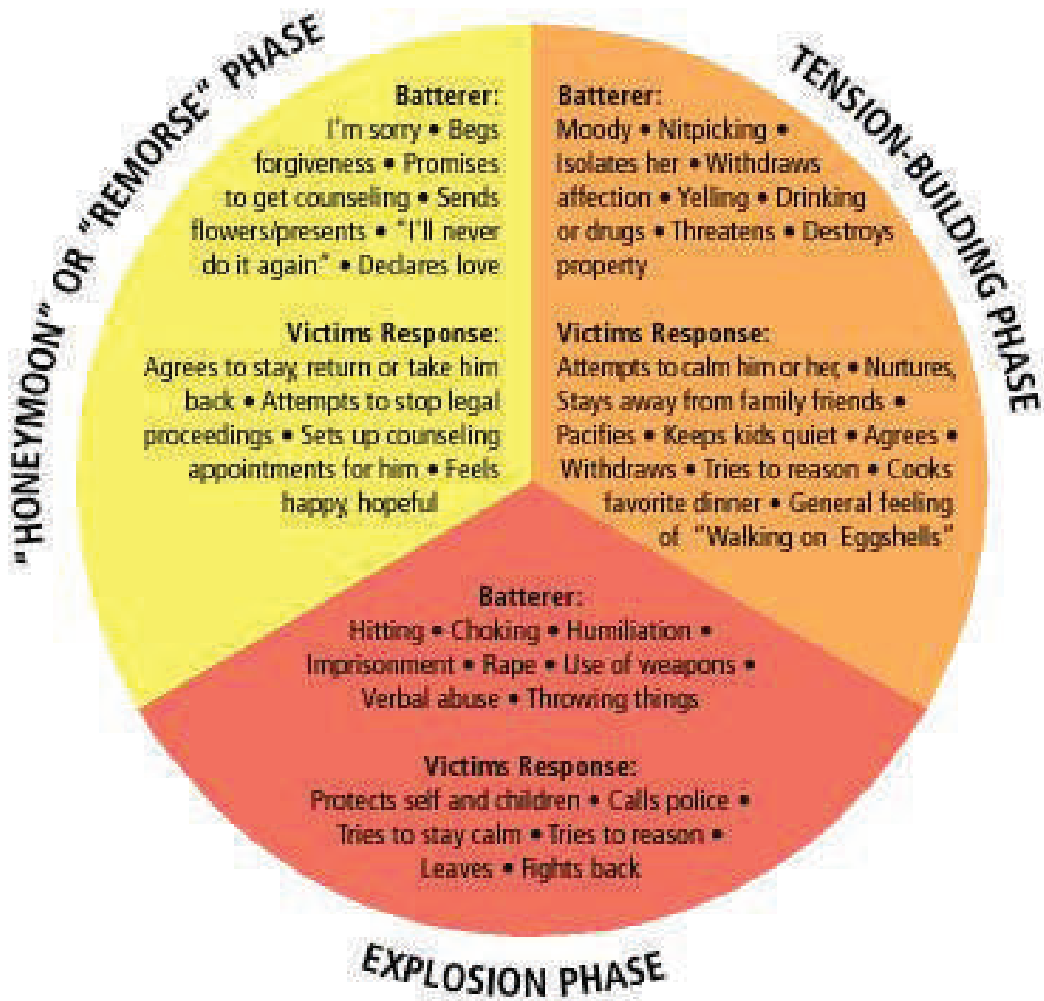 "HONEYMOON" OR "REMORSE" PHASE
Batterer:
I'm sorry • Begs
forgiveness • Promises
to get counseling • Sends
flowers/presents • "I'll never
do it again" • Declares love
Victims Response:
Agrees to stay, return or take him
back • Attempts to stop legal
proceedings • Sets up counseling
appointments for him • Feels
happy, hopeful
TENSION-BUILDING PHASE
Batterer:
Moody • Nitpicking •
Isolates her • Withdraws
affection • Yelling • Drinking
or drugs • Threatens • Destroys
property
Victims Response:
Attempts to calm him or her, • Nurtures,
Stays away from family friends •
Pacifies • Keeps kids quiet • Agrees •
Withdraws • Tries to reason • Cooks
favorite dinner • General feeling
of "Walking on Eggshells"
Batterer:
Hitting • Choking • Humiliation •
Imprisonment • Rape • Use of weapons •
Verbal abuse • Throwing things
Victims Response:
Protects self and children • Calls police •
Tries to stay calm • Tries to reason •
Leaves • Fights back
EXPLOSION PHASE